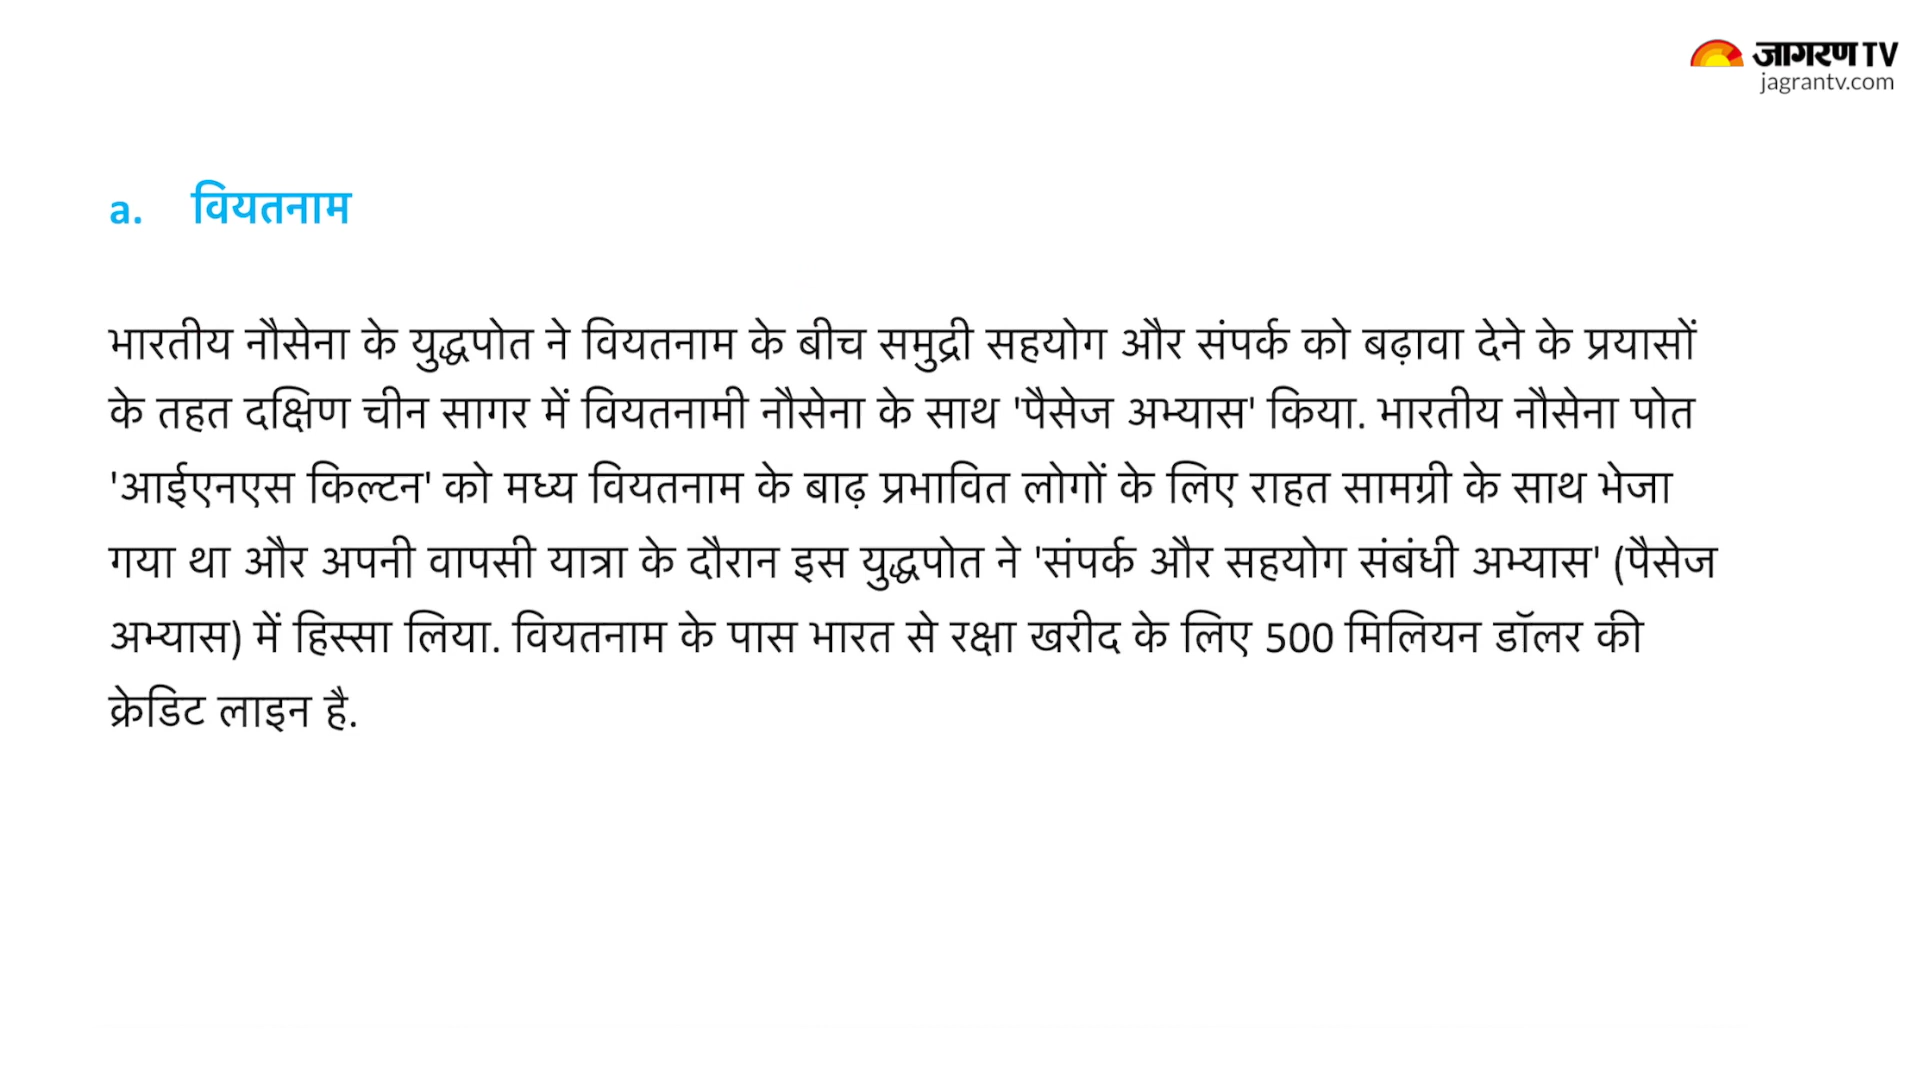 जागरण TV
jagrantv.com
a. वियतनाम
भारतीय नौसेना के युद्धपोत ने वियतनाम के बीच समुद्री सहयोग और संपर्क को बढ़ावा देने के प्रयासों
के तहत दक्षिण चीन सागर में वियतनामी नौसेना के साथ 'पैसेज अभ्यास' किया. भारतीय नौसेना पोत
'आईएनएस किल्टन' को मध्य वियतनाम के बाढ़ प्रभावित लोगों के लिए राहत सामग्री के साथ भेजा
गया था और अपनी वापसी यात्रा के दौरान इस युद्धपोत ने 'संपर्क और सहयोग संबंधी अभ्यास' (पैसेज
अभ्यास) में हिस्सा लिया. वियतनाम के पास भारत से रक्षा खरीद के लिए 500 मिलियन डॉलर की
क्रेडिट लाइन है.